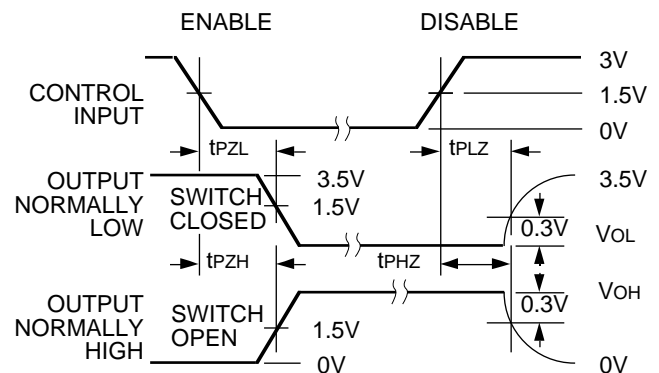 ENABLE DISABLE
3V
CONTROL
INPUT
1.5V
0V
tPZL tPLZ
OUTPUT
NORMALLY
LOW
SWITCH
CLOSED
3.5V
1.5V
3.5V
0.3V
VOL
tPZH tPHZ
OUTPUT
NORMALLY
HIGH
SWITCH
OPEN
1.5V
0V
0.3V
VOH
0V